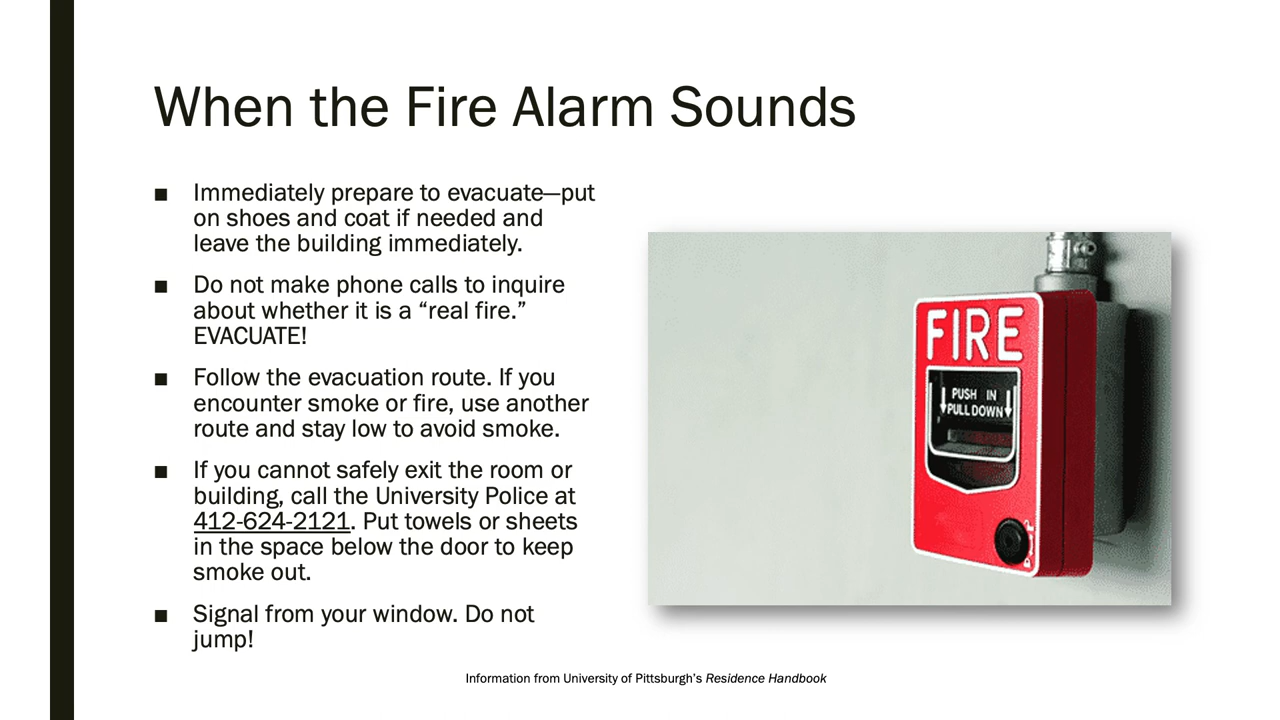 When the Fire Alarm Sounds
■ Immediately prepare to evacuate—put
on shoes and coat if needed and
leave the building immediately.
■ Do not make phone calls to inquire
about whether it is a “real fire.”
EVACUATE!
■ Follow the evacuation route. If you
encounter smoke or fire, use another
route and stay low to avoid smoke.
■ If you cannot safely exit the room or
building, call the University Police at
412-624-2121. Put towels or sheets
in the space below the door to keep
smoke out.
■ Signal from your window. Do not
jump!
FIRE
PUSH IN
PULL DOWN
Information from University of Pittsburgh’s Residence Handbook